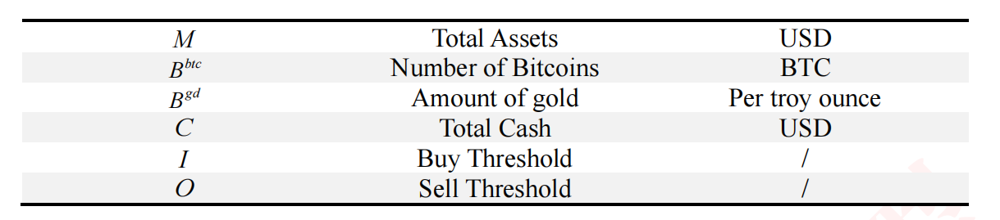 M Total Assets USD
B^btc Number of Bitcoins BTC
B^gd Amount of gold Per troy ounce
C Total Cash USD
I Buy Threshold /
O Sell Threshold /